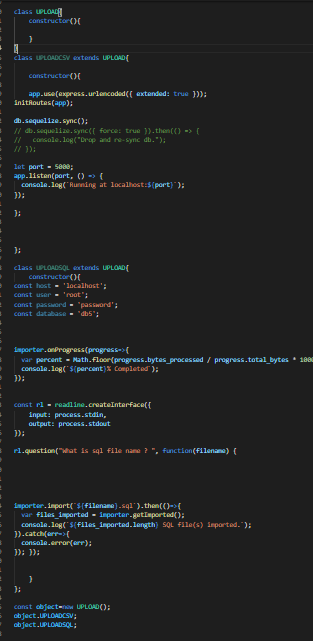 class UPLOAD{
constructor(){
}
}
class UPLOADCSV extends UPLOAD{
constructor(){
app.use(express.urlencoded({ extended: true }));
initRoutes(app);
db.sequelize.sync();
// db.sequelize.sync({ force: true }).then(() => {
//   console.log("Drop and re-sync db.");
// });
let port = 5000;
app.listen(port, () => {
console.log(`Running at localhost:${port}`);
});
};
};
class UPLOADSQL extends UPLOAD{
constructor(){
const host = 'localhost';
const user = 'root';
const password = 'password';
const database = 'db5';
importer.onProgress(progress=>{
var percent = Math.floor(progress.bytes_processed / progress.total_bytes * 1000
console.log(`${percent}% Completed`);
});
const rl = readline.createInterface({
input: process.stdin,
output: process.stdout
});
rl.question("What is sql file name ? ", function(filename) {
importer.import(`${filename}.sql`).then(()=>{
var files_imported = importer.getImported();
console.log(`${files_imported.length} SQL file(s) imported.`);
}).catch(err=>{
console.error(err);
}); });
}
};
const object=new UPLOAD();
object.UPLOADCSV;
object.UPLOADSQL;